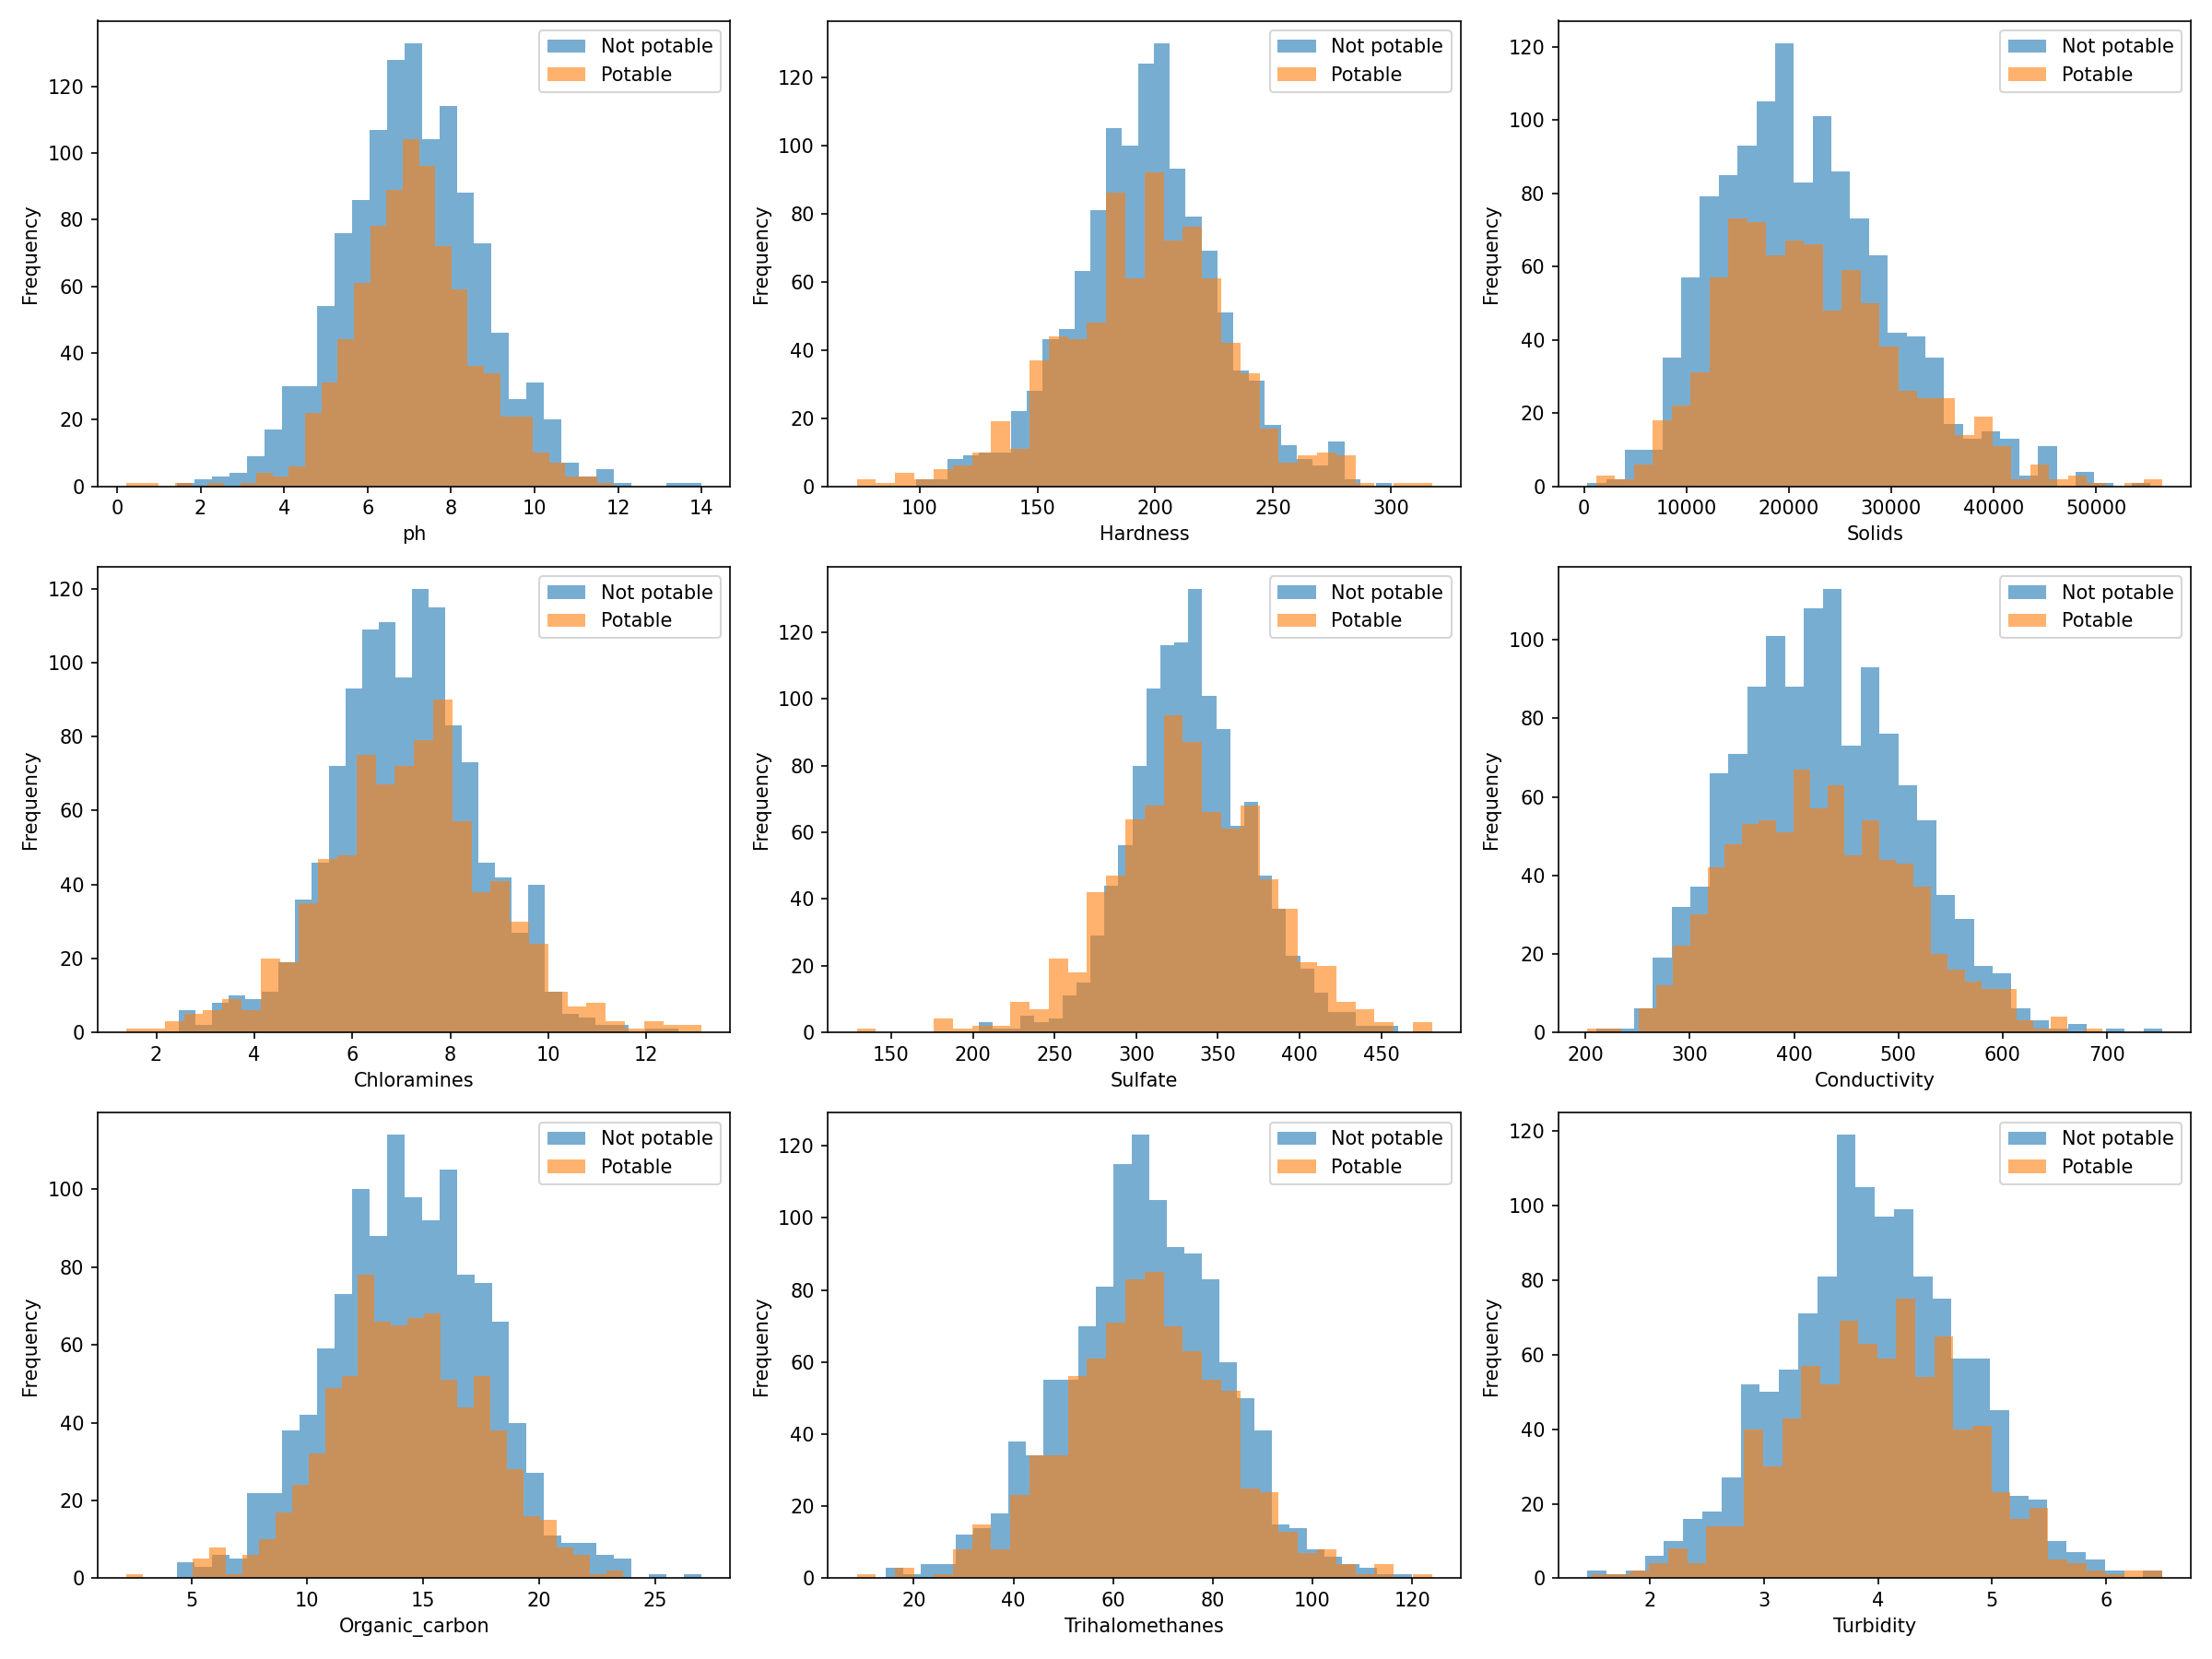 Not potable
Potable
120
100
80
60
40
20
0
Frequency
0 2 4 6 8 10 12 14
ph
Not potable
Potable
120
100
80
60
40
20
0
Frequency
100 150 200 250 300
Hardness
Not potable
Potable
120
100
80
60
40
20
0
Frequency
0 10000 20000 30000 40000 50000
Solids
Not potable
Potable
120
100
80
60
40
20
0
Frequency
2 4 6 8 10 12
Chloramines
Not potable
Potable
120
100
80
60
40
20
0
Frequency
150 200 250 300 350 400 450
Sulfate
Not potable
Potable
100
80
60
40
20
0
Frequency
200 300 400 500 600 700
Conductivity
Not potable
Potable
100
80
60
40
20
0
Frequency
5 10 15 20 25
Organic_carbon
Not potable
Potable
120
100
80
60
40
20
0
Frequency
20 40 60 80 100 120
Trihalomethanes
Not potable
Potable
120
100
80
60
40
20
0
Frequency
2 3 4 5 6
Turbidity